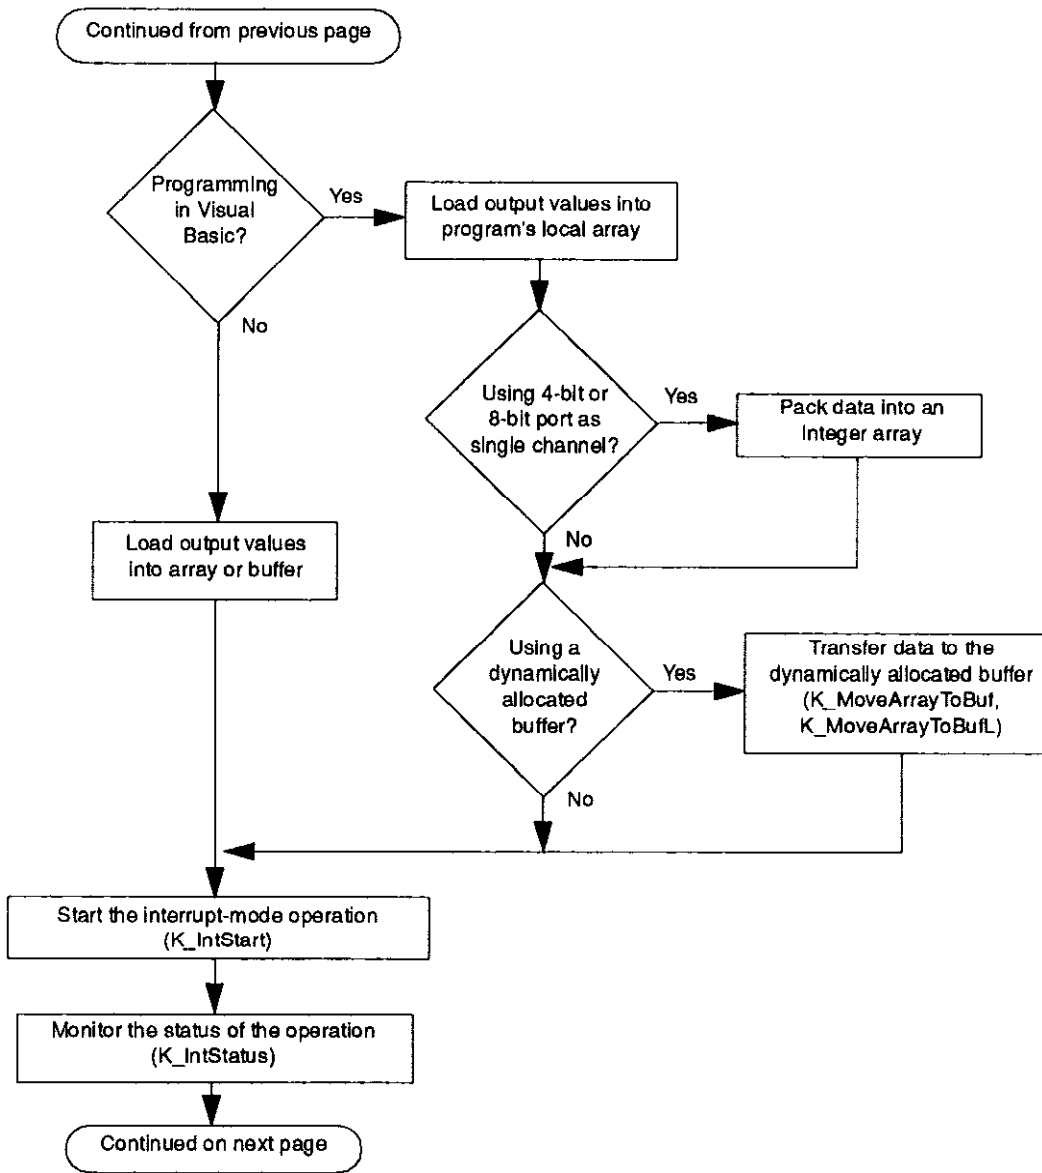 Continued from previous page
Programming
in Visual
Basic?
Yes
Load output values into
program's local array
No
Using 4-bit or
8-bit port as
single channel?
Yes
Pack data into an
integer array
No
Load output values
into array or buffer
Using a
dynamically
allocated
buffer?
Yes
Transfer data to the
dynamically allocated buffer
(K_MoveArrayToBuf,
K_MoveArrayToBufL)
No
Start the interrupt-mode operation
(K_IntStart)
Monitor the status of the operation
(K_IntStatus)
Continued on next page